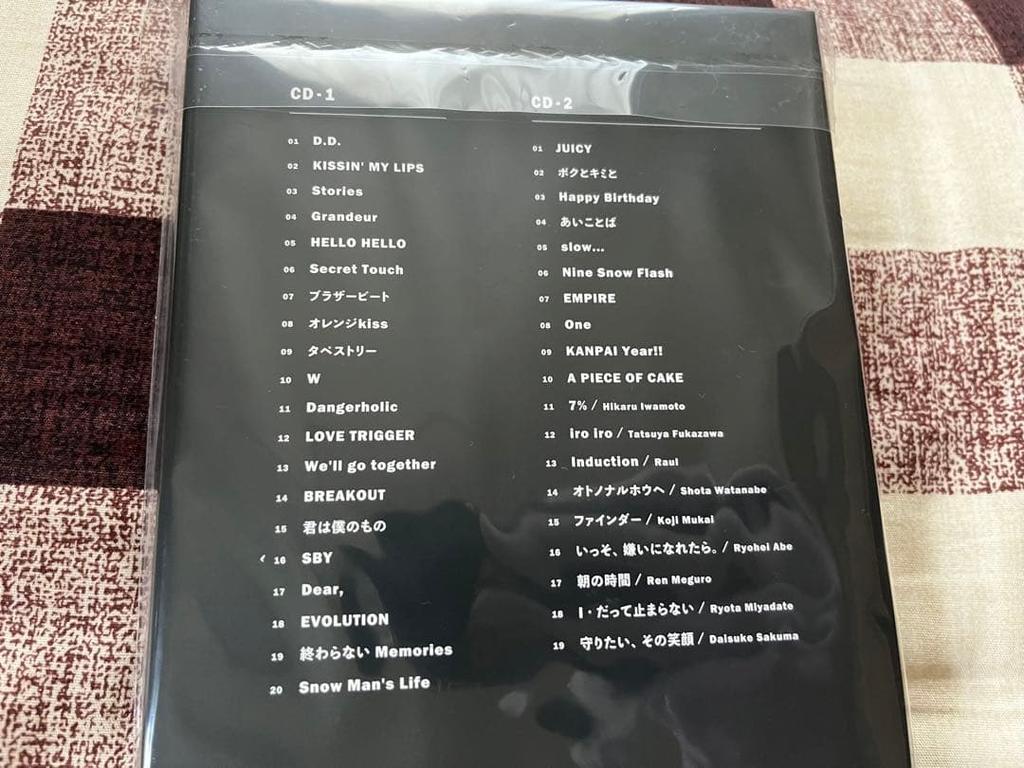 CD-1
01 D.D.
02 KISSIN' MY LIPS
03 Stories
04 Grandeur
05 HELLO HELLO
06 Secret Touch
07 ブラザービート
08 オレンジkiss
09 タペストリー
10 W
11 Dangerholic
12 LOVE TRIGGER
13 We'll go together
14 BREAKOUT
15 君は僕のもの
16 SBY
17 Dear,
18 EVOLUTION
19 終わらない Memories
20 Snow Man's Life
CD-2
01 JUICY
02 ボクとキミと
03 Happy Birthday
04 あいことば
05 slow...
06 Nine Snow Flash
07 EMPIRE
08 One
09 KANPAI Year!!
10 A PIECE OF CAKE
11 7% / Hikaru Iwamoto
12 iro iro / Tatsuya Fukazawa
13 Induction / Raul
14 オトノナルホウヘ / Shota Watanabe
15 ファインダー / Koji Mukai
16 いっそ、嫌いになれたら。 / Ryohei Abe
17 朝の時間 / Ren Meguro
18 I・だって止まらない / Ryota Miyadate
19 守りたい、その笑顔 / Daisuke Sakuma